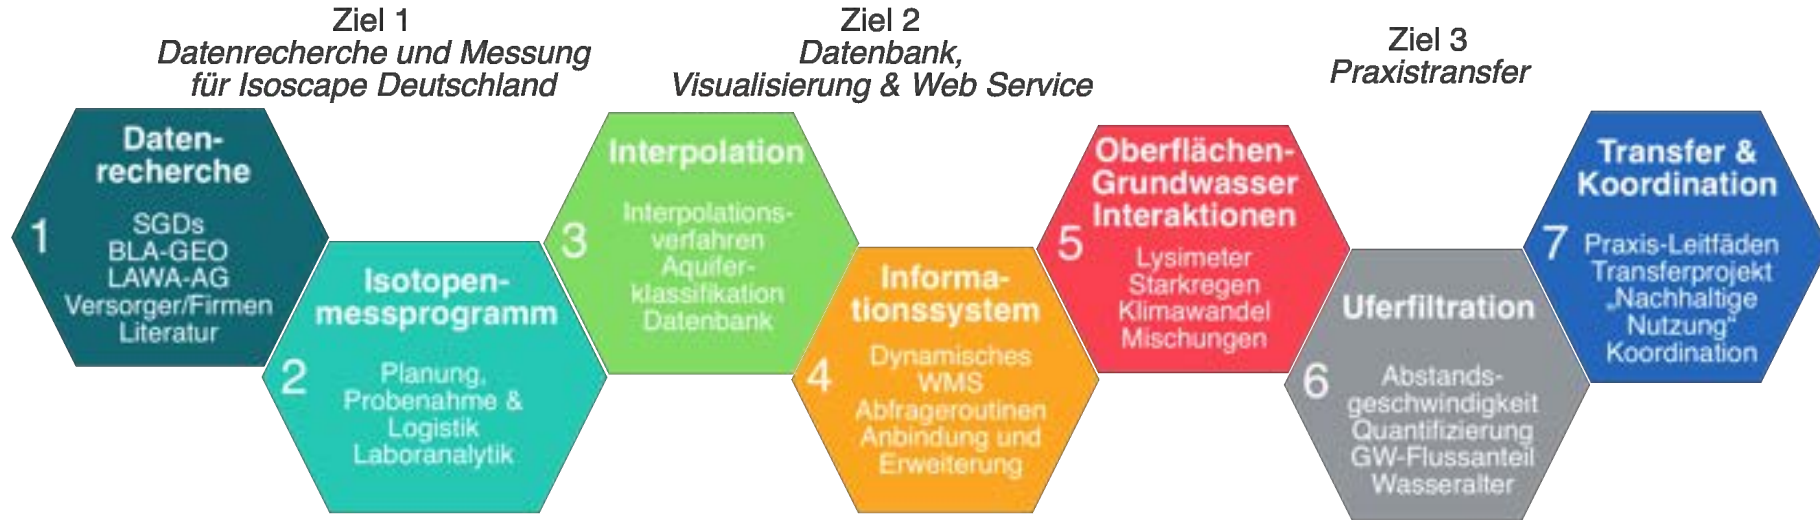 Ziel 1
Datenrecherche und Messung
für Isoscape Deutschland
Ziel 2
Datenbank,
Visualisierung & Web Service
Ziel 3
Praxistransfer
1
Daten-
recherche
SGDs
BLA-GEO
LAWA-AG
Versorger/Firmen
Literatur
2
Isotopen-
messprogramm
Planung,
Probenahme &
Logistik
Laboranalytik
3
Interpolation
Interpolations-
verfahren
Aquifer-
klassifikation
Datenbank
4
Informa-
tionssystem
Dynamisches
WMS
Abfrageroutinen
Anbindung und
Erweiterung
5
Oberflächen-
Grundwasser
Interaktionen
Lysimeter
Starkregen
Klimawandel
Mischungen
6
Uferfiltration
Abstands-
geschwindigkeit
Quantifizierung
GW-Flussanteil
Wasseralter
7
Transfer &
Koordination
Praxis-Leitfäden
Transferprojekt
„Nachhaltige
Nutzung“
Koordination